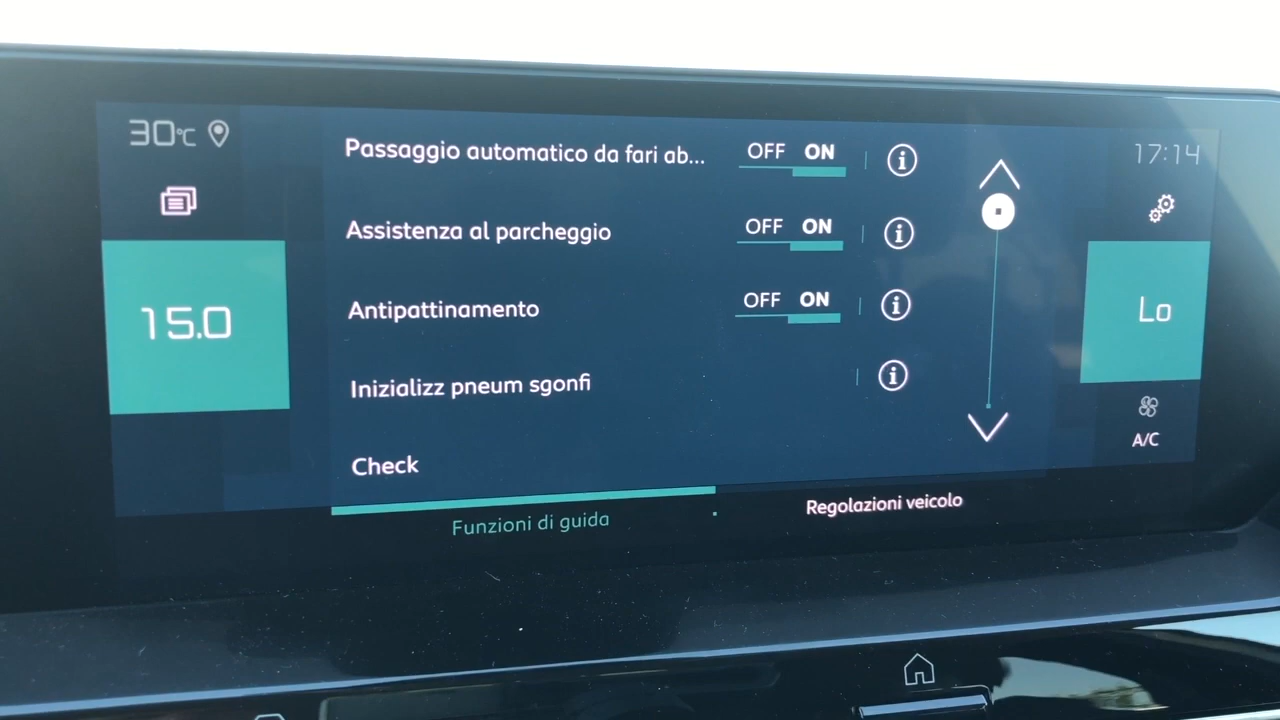 30°C
17:14
Passaggio automatico da fari ab... OFF ON
Assistenza al parcheggio OFF ON
15.0
Antipattinamento OFF ON
Lo
Inizializz pneum sgonfi
A/C
Check
Funzioni di guida
Regolazioni veicolo